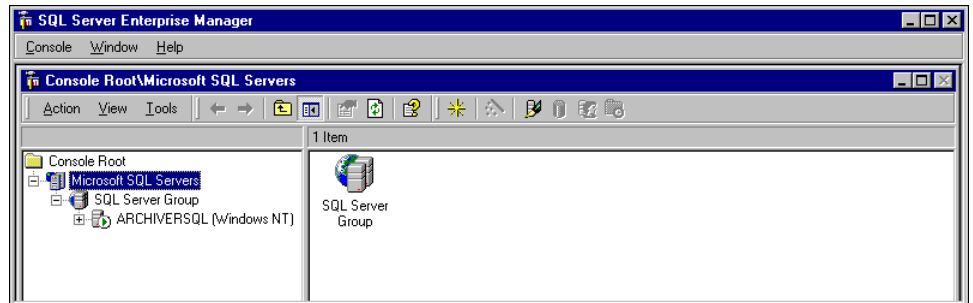 SQL Server Enterprise Manager
Console Window Help
Console Root\Microsoft SQL Servers
Action View Tools
1 Item
Console Root
Microsoft SQL Servers
SQL Server Group
ARCHIVERSQL (Windows NT)
SQL Server
Group